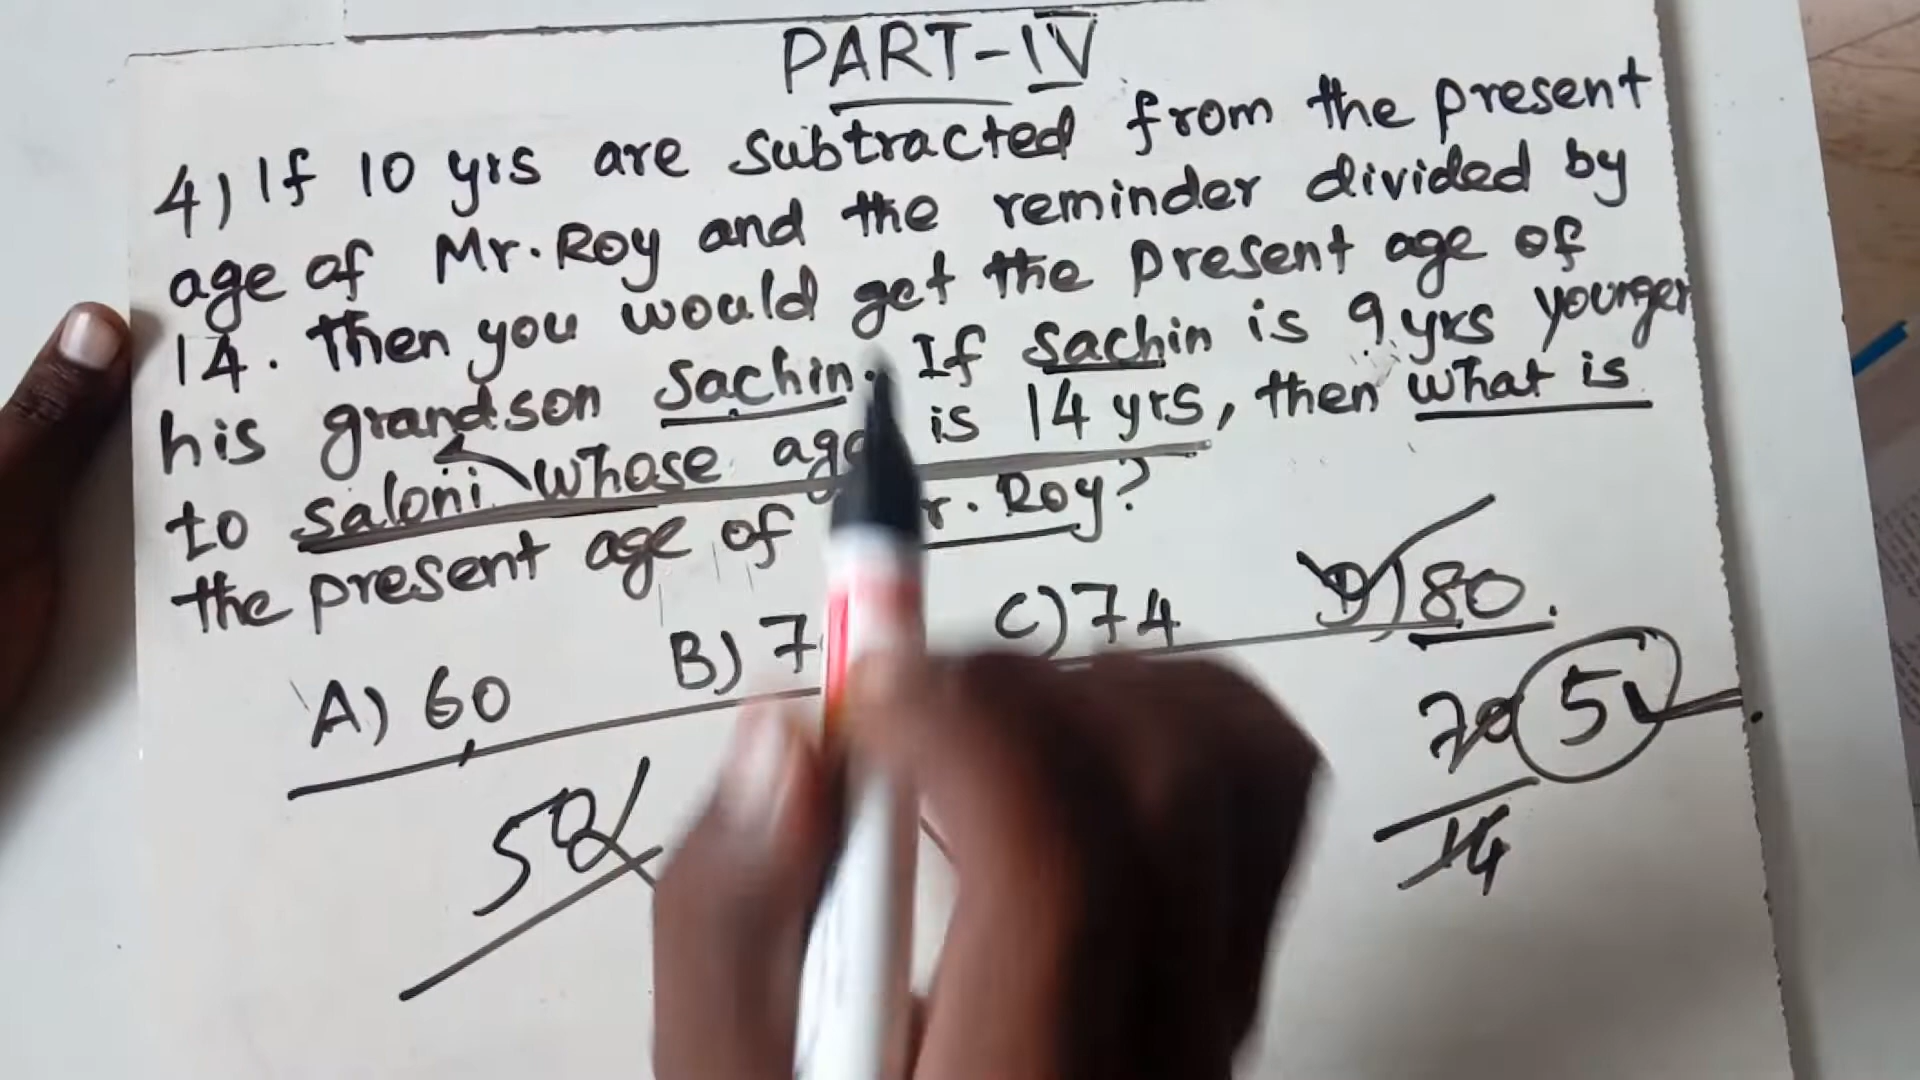 PART-IV
4) If 10 yrs are subtracted from the present
age of Mr. Roy and the reminder divided by
14. Then you would get the present age of
his grandson Sachin. If Sachin is 9 yrs younger
to saloni whose age is 14 yrs, then what is
the present age of r. Roy?
A) 60 B) 7 C) 74 D) 80.
70 5
14
50